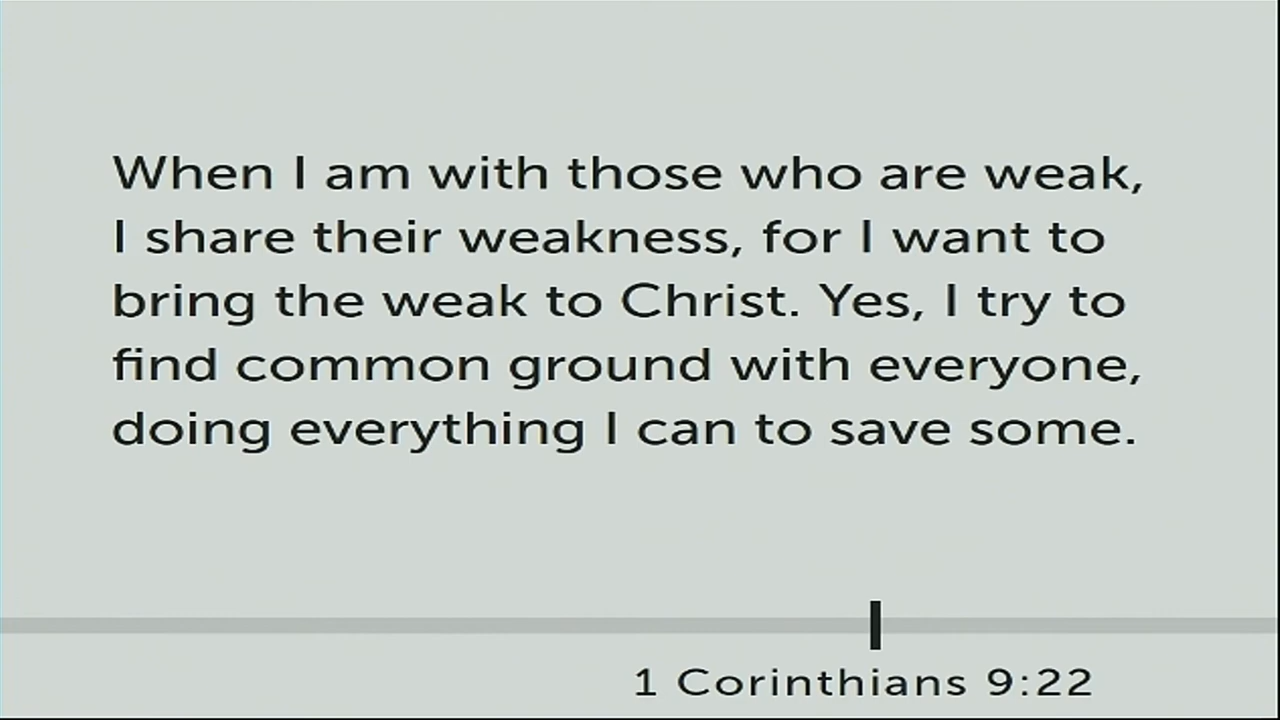 When I am with those who are weak,
I share their weakness, for I want to
bring the weak to Christ. Yes, I try to
find common ground with everyone,
doing everything I can to save some.
1 Corinthians 9:22